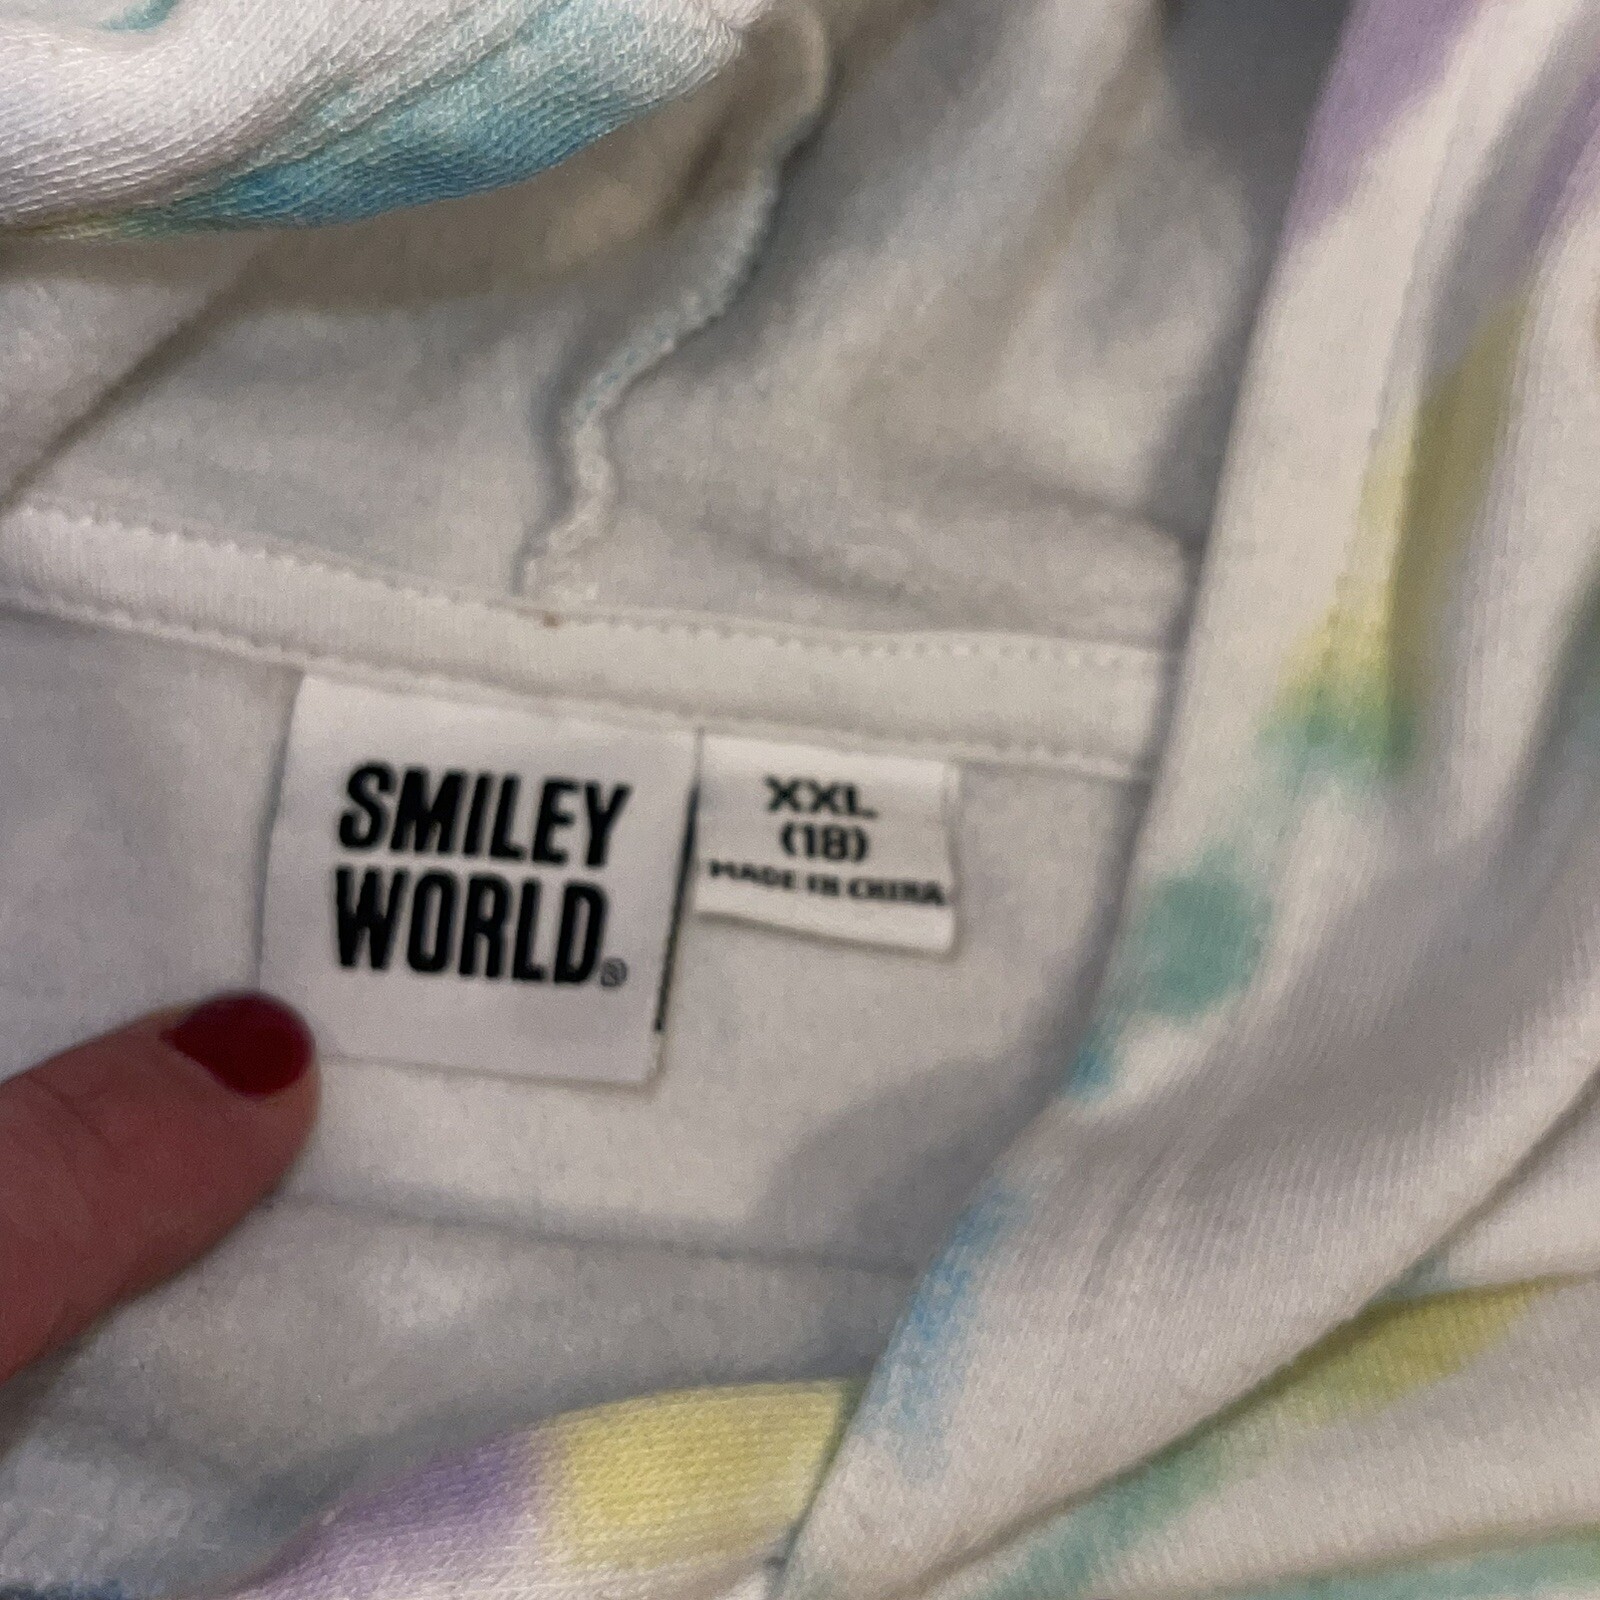 SMILEY
WORLD®
XXL
(18)
MADE IN CHINA